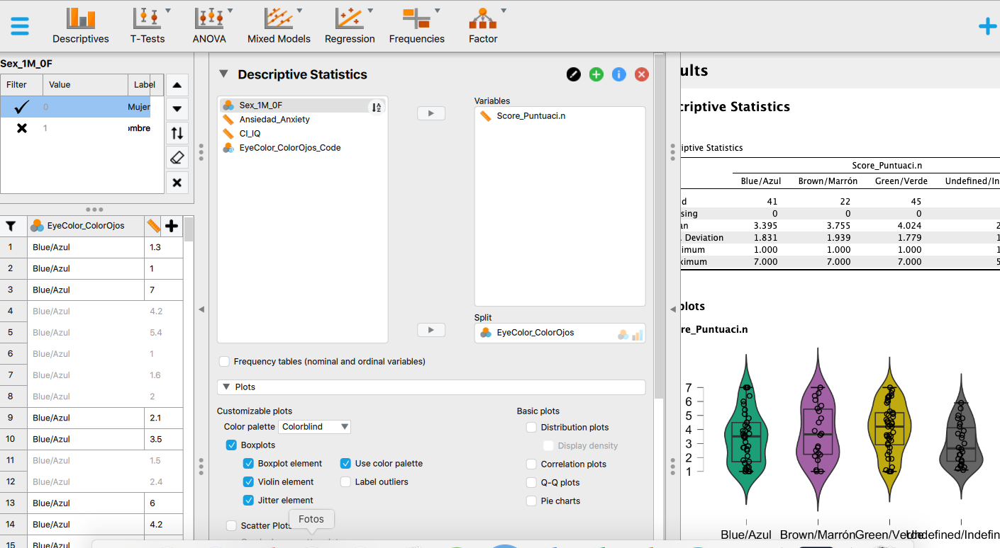 Descriptives T-Tests ANOVA Mixed Models Regression Frequencies Factor
Sex_1M_0F
Filter Value Label
0 Mujer
1 ombre
EyeColor_ColorOjos
1 Blue/Azul 1.3
2 Blue/Azul 1
3 Blue/Azul 7
4 Blue/Azul 4.2
5 Blue/Azul 5.4
6 Blue/Azul 1
7 Blue/Azul 1.6
8 Blue/Azul 2
9 Blue/Azul 2.1
10 Blue/Azul 3.5
11 Blue/Azul 1.5
12 Blue/Azul 2.4
13 Blue/Azul 6
14 Blue/Azul 4.2
15 Blue/Azul
Descriptive Statistics
Sex_1M_0F
Ansiedad_Anxiety
CI_IQ
EyeColor_ColorOjos_Code
Variables
Score_Puntuaci.n
Split
EyeColor_ColorOjos
Frequency tables (nominal and ordinal variables)
Plots
Customizable plots
Color palette Colorblind
Boxplots
Boxplot element Use color palette
Violin element Label outliers
Jitter element
Scatter Plots
Fotos
Basic plots
Distribution plots
Display density
Correlation plots
Q-Q plots
Pie charts
ults
criptive Statistics
iptive Statistics
Score_Puntuaci.n
Blue/Azul Brown/Marrón Green/Verde Undefined/In
d 41 22 45
sing 0 0 0
an 3.395 3.755 4.024 2
. Deviation 1.831 1.939 1.779 1
imum 1.000 1.000 1.000 1
ximum 7.000 7.000 7.000 5
plots
re_Puntuaci.n
7
6
5
4
3
2
1
Blue/Azul Brown/Marrón Green/Verde Undefined/Indefin